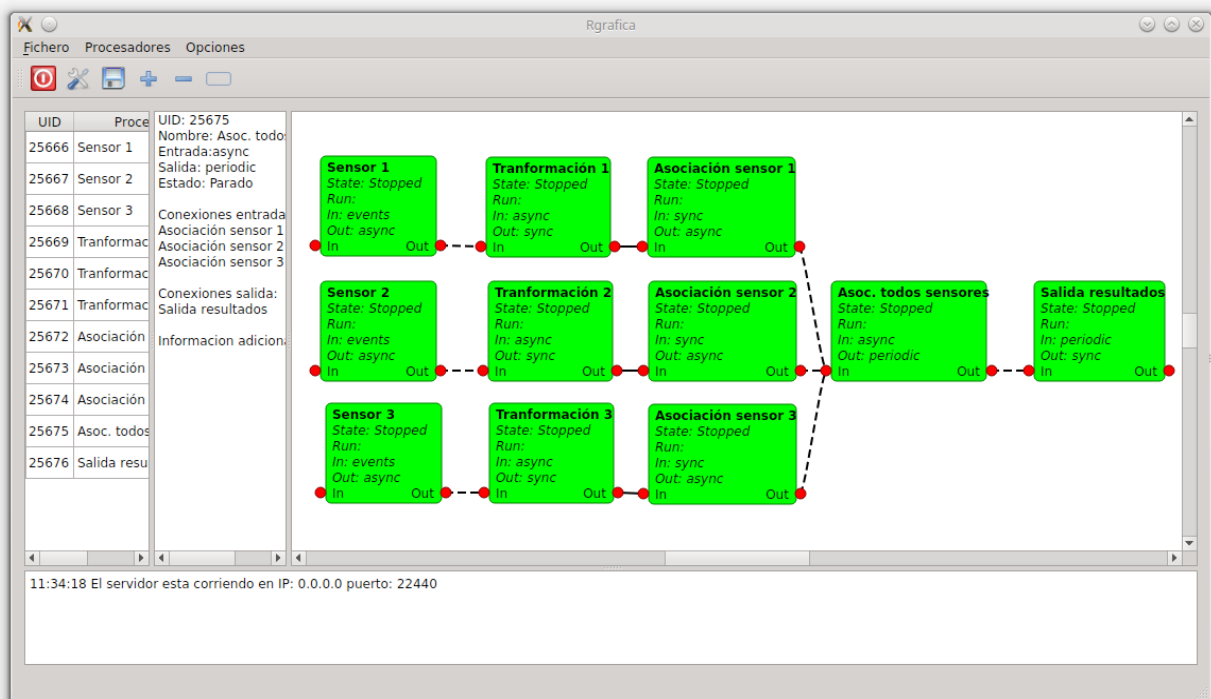 Rgrafica
Fichero Procesadores Opciones
UID Proce
25666 Sensor 1
25667 Sensor 2
25668 Sensor 3
25669 Tranformac
25670 Tranformac
25671 Tranformac
25672 Asociación
25673 Asociación
25674 Asociación
25675 Asoc. todos
25676 Salida resu
UID: 25675
Nombre: Asoc. todos
Entrada:async
Salida: periodic
Estado: Parado
Conexiones entrada
Asociación sensor 1
Asociación sensor 2
Asociación sensor 3
Conexiones salida:
Salida resultados
Informacion adicion
Sensor 1
State: Stopped
Run:
In: events
Out: async
In Out
Tranformación 1
State: Stopped
Run:
In: async
Out: sync
In Out
Asociación sensor 1
State: Stopped
Run:
In: sync
Out: async
In Out
Sensor 2
State: Stopped
Run:
In: events
Out: async
In Out
Tranformación 2
State: Stopped
Run:
In: async
Out: sync
In Out
Asociación sensor 2
State: Stopped
Run:
In: sync
Out: async
In Out
Asoc. todos sensores
State: Stopped
Run:
In: async
Out: periodic
In Out
Salida resultados
State: Stopped
Run:
In: periodic
Out: sync
In Out
Sensor 3
State: Stopped
Run:
In: events
Out: async
In Out
Tranformación 3
State: Stopped
Run:
In: async
Out: sync
In Out
Asociación sensor 3
State: Stopped
Run:
In: sync
Out: async
In Out
11:34:18 El servidor esta corriendo en IP: 0.0.0.0 puerto: 22440